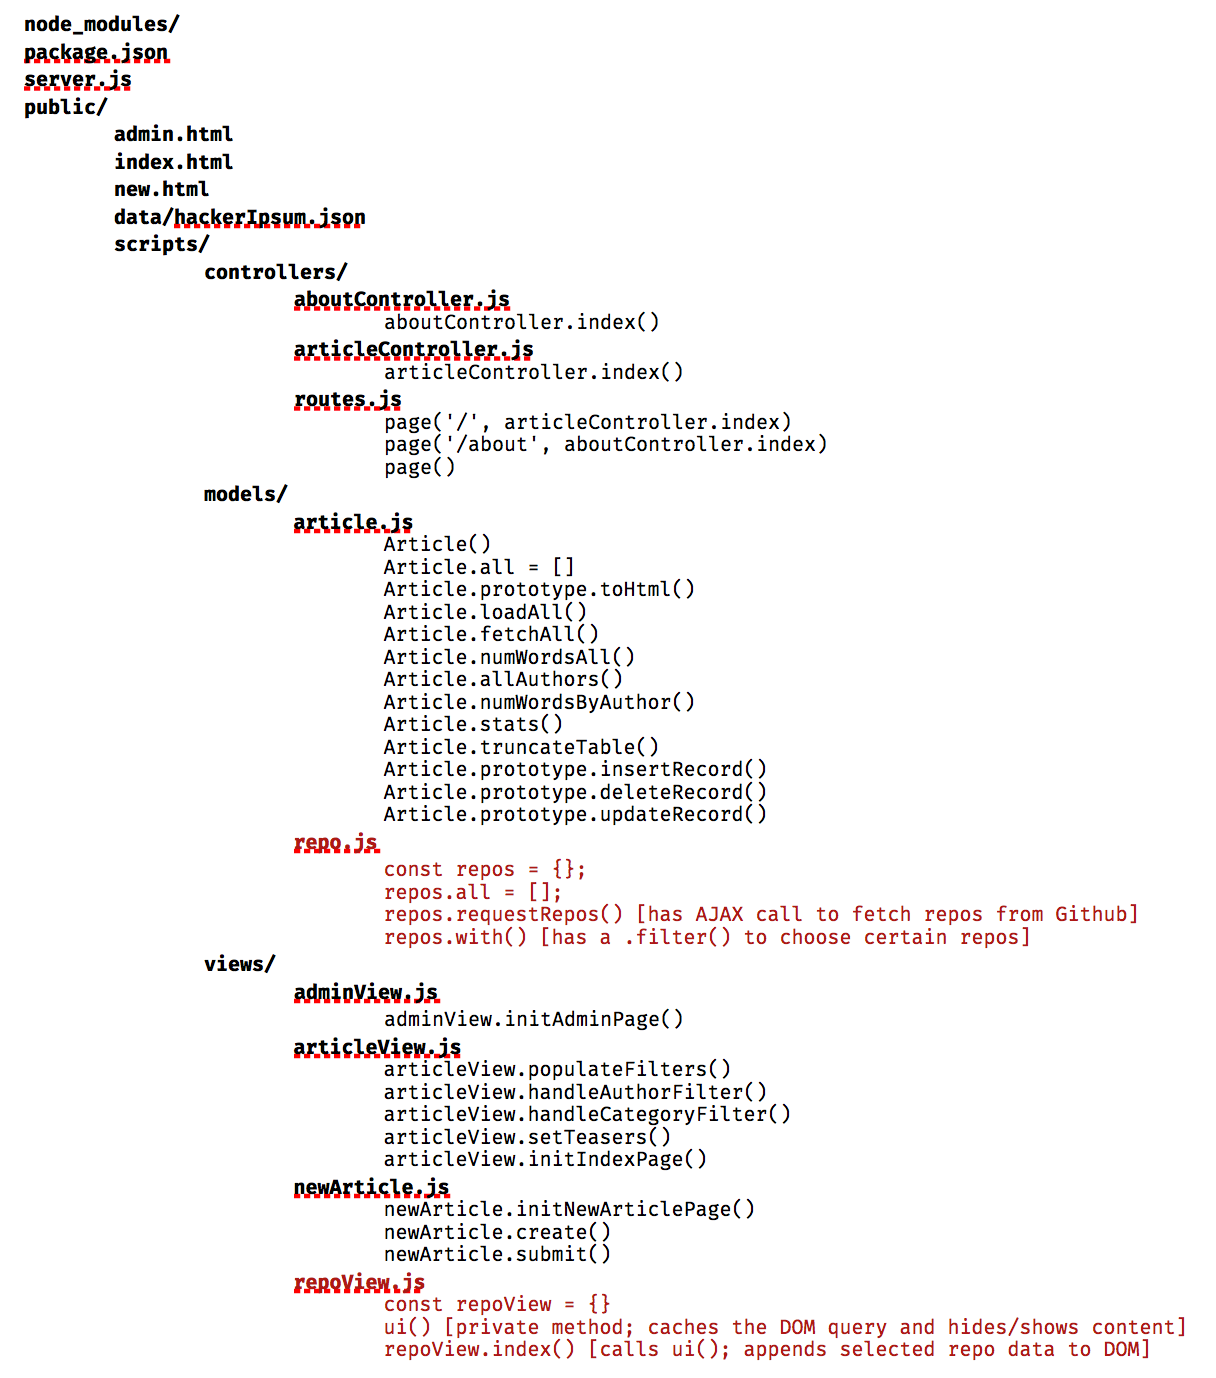 node_modules/
package.json
server.js
public/
admin.html
index.html
new.html
data/hackerIpsum.json
scripts/
controllers/
aboutController.js
aboutController.index()
articleController.js
articleController.index()
routes.js
page('/', articleController.index)
page('/about', aboutController.index)
page()
models/
article.js
Article()
Article.all = []
Article.prototype.toHtml()
Article.loadAll()
Article.fetchAll()
Article.numWordsAll()
Article.allAuthors()
Article.numWordsByAuthor()
Article.stats()
Article.truncateTable()
Article.prototype.insertRecord()
Article.prototype.deleteRecord()
Article.prototype.updateRecord()
repo.js
const repos = {};
repos.all = [];
repos.requestRepos() [has AJAX call to fetch repos from Github]
repos.with() [has a .filter() to choose certain repos]
views/
adminView.js
adminView.initAdminPage()
articleView.js
articleView.populateFilters()
articleView.handleAuthorFilter()
articleView.handleCategoryFilter()
articleView.setTeasers()
articleView.initIndexPage()
newArticle.js
newArticle.initNewArticlePage()
newArticle.create()
newArticle.submit()
repoView.js
const repoView = {}
ui() [private method; caches the DOM query and hides/shows content]
repoView.index() [calls ui(); appends selected repo data to DOM]